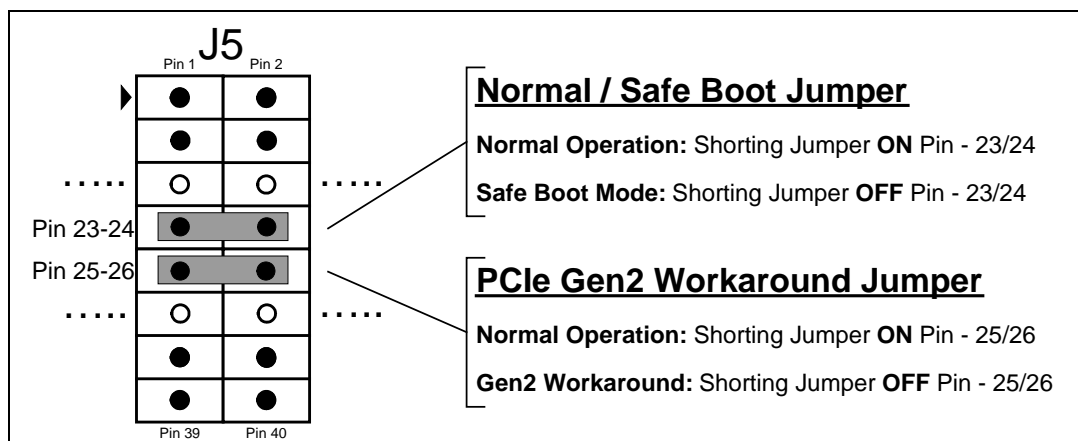 J5
Pin 1 Pin 2
Pin 23-24
Pin 25-26
Pin 39 Pin 40
Normal / Safe Boot Jumper
Normal Operation: Shorting Jumper ON Pin - 23/24
Safe Boot Mode: Shorting Jumper OFF Pin - 23/24
PCIe Gen2 Workaround Jumper
Normal Operation: Shorting Jumper ON Pin - 25/26
Gen2 Workaround: Shorting Jumper OFF Pin - 25/26